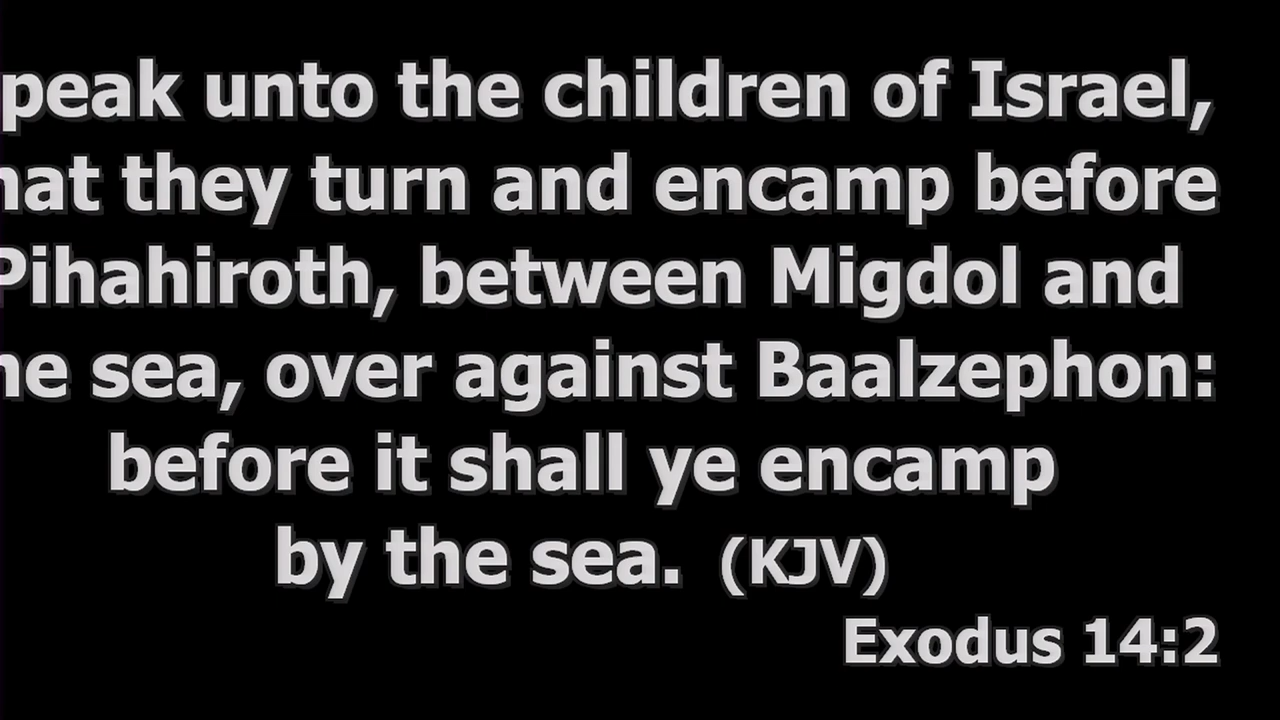 peak unto the children of Israel,
hat they turn and encamp before
Pihahiroth, between Migdol and
he sea, over against Baalzephon:
before it shall ye encamp
by the sea. (KJV)
Exodus 14:2